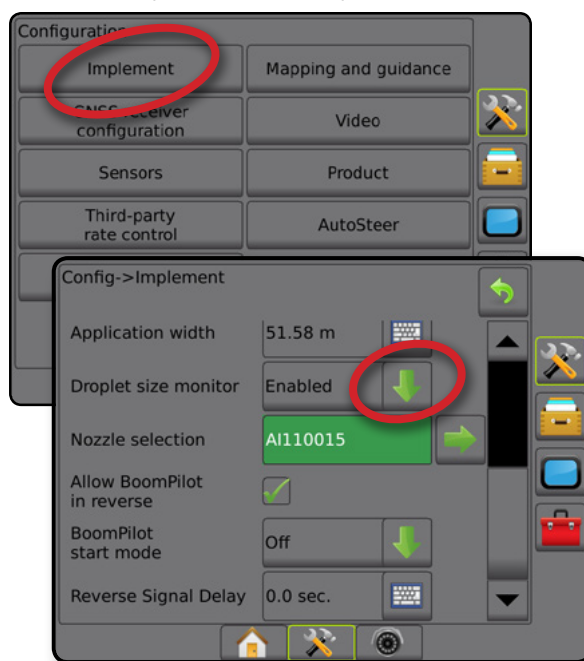 Configuration
Implement
Mapping and guidance
GNSS receiver
configuration
Video
Sensors
Product
Third-party
rate control
AutoSteer
Config->Implement
Application width
51.58 m
Droplet size monitor
Enabled
Nozzle selection
AI110015
Allow BoomPilot
in reverse
BoomPilot
start mode
Off
Reverse Signal Delay
0.0 sec.